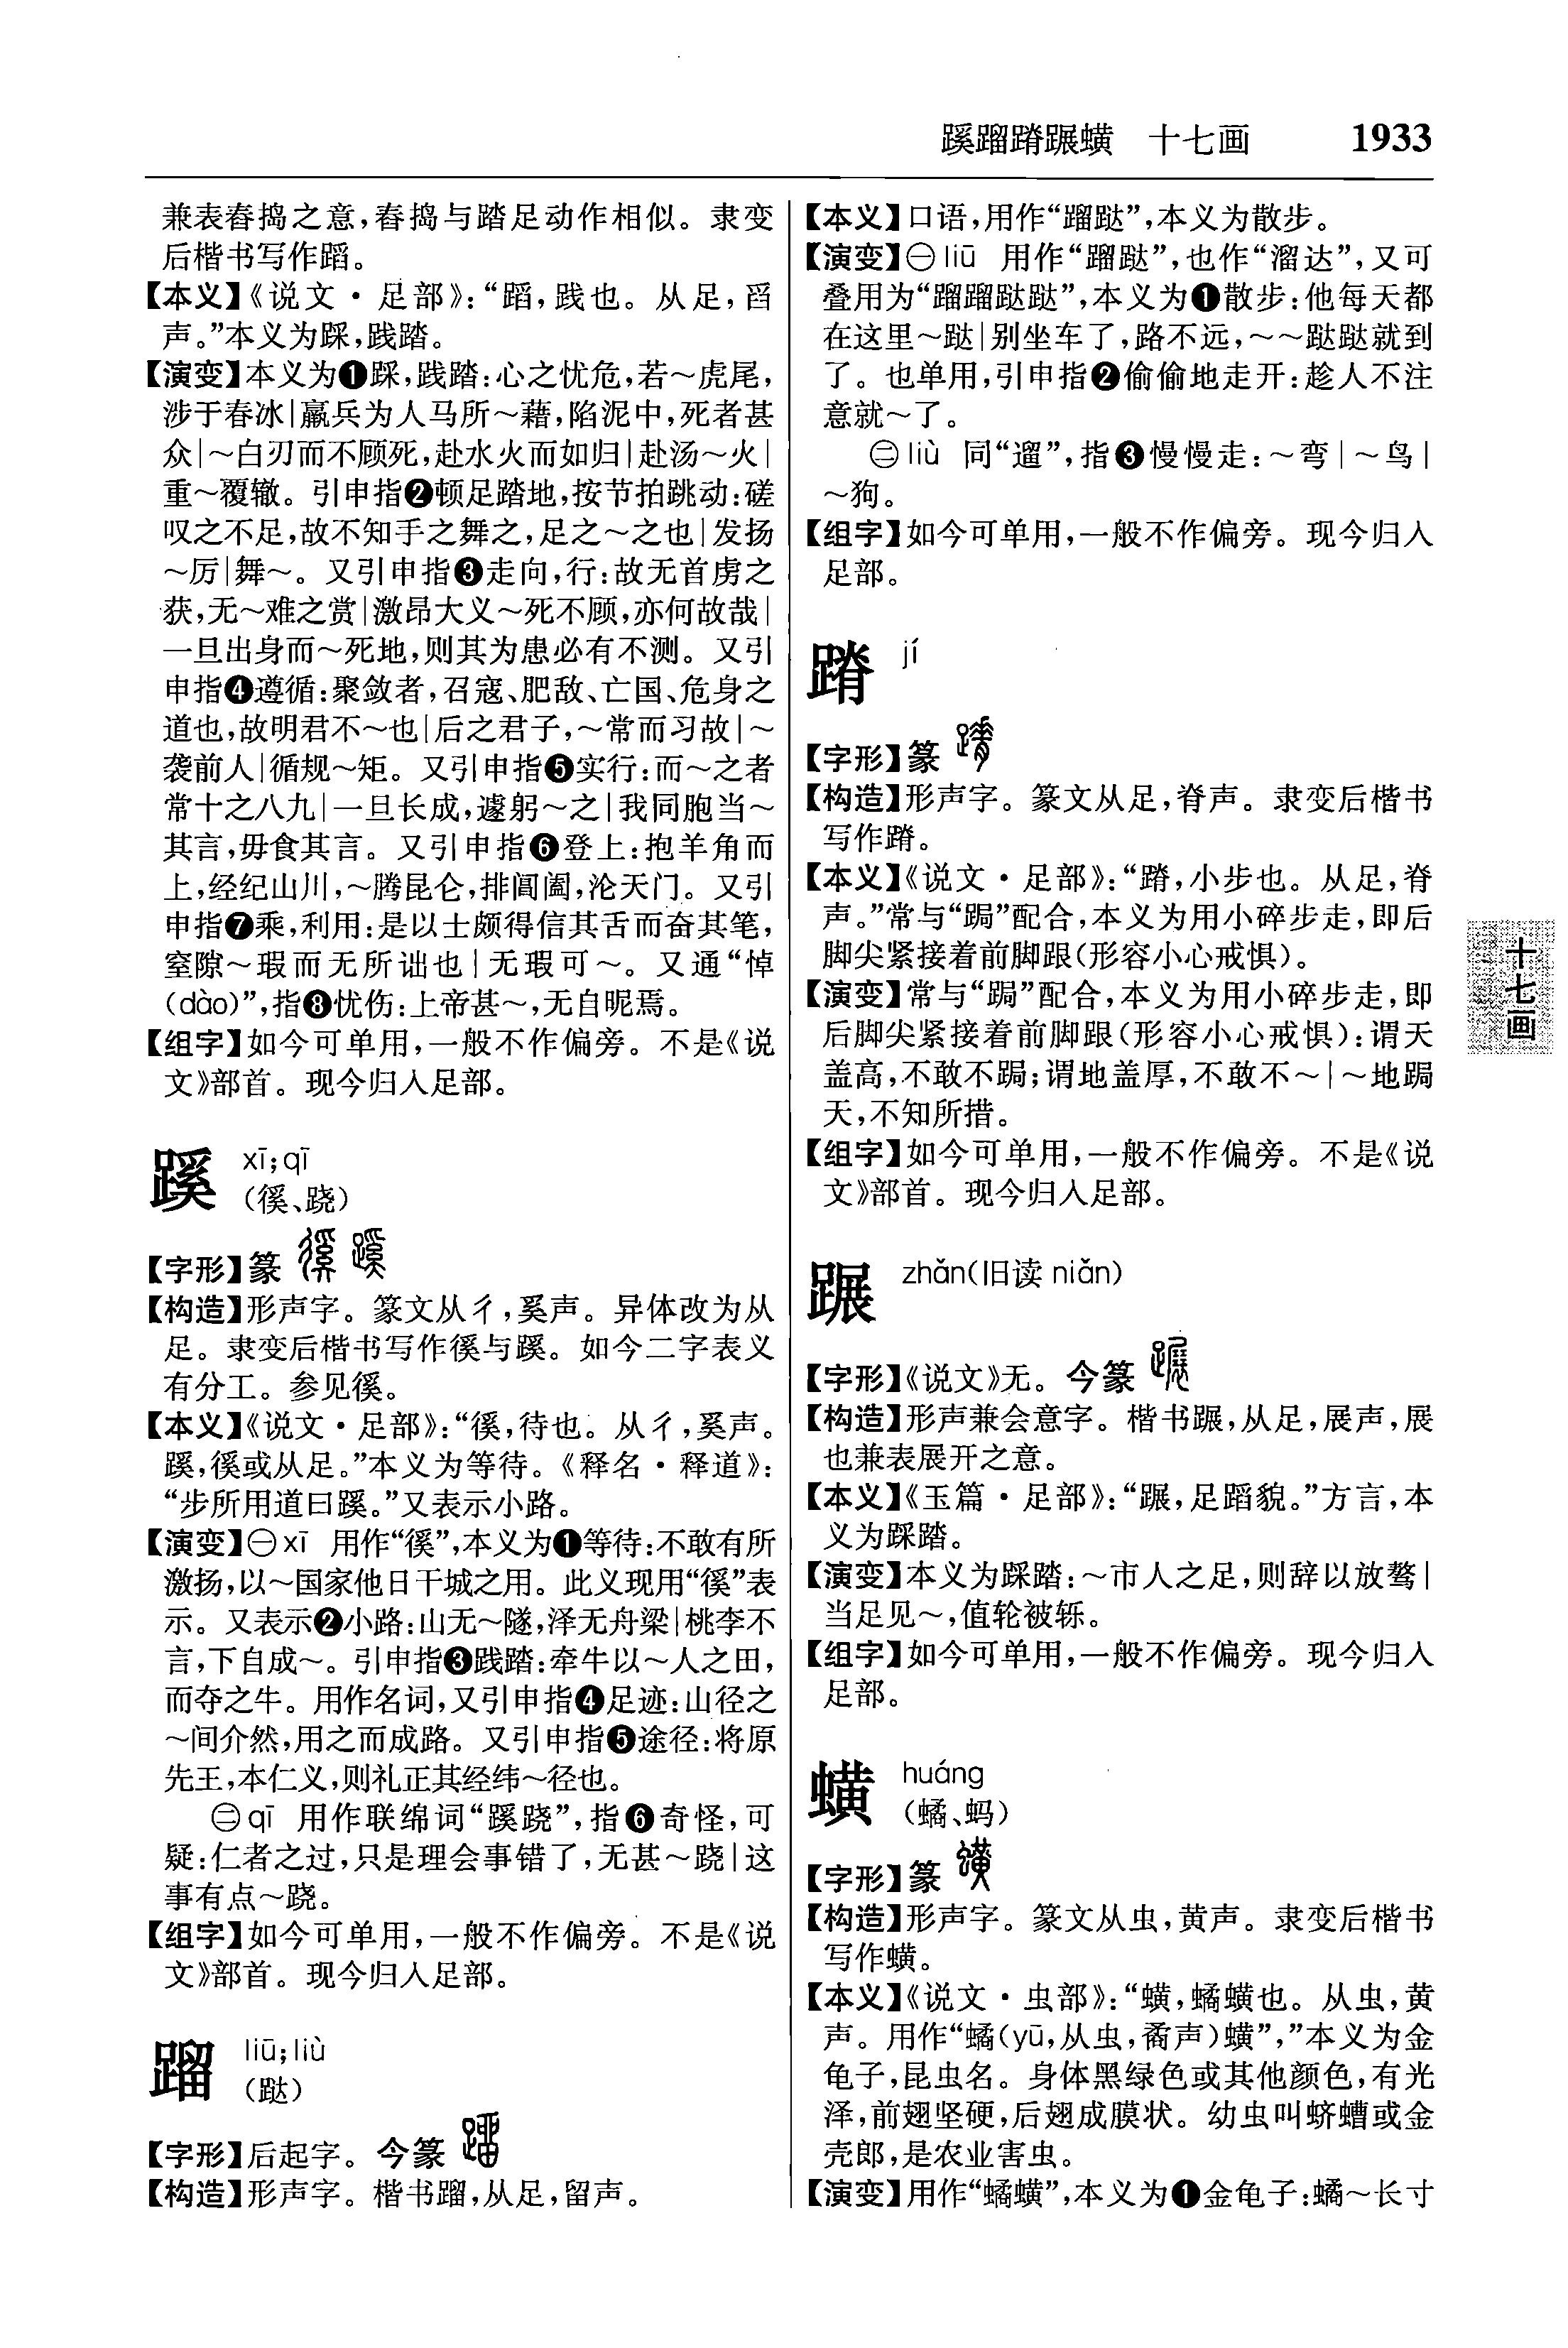 蹊蹓蹐蹍蟥　十七画　1933
兼表舂捣之意,舂捣与踏足动作相似。隶变
后楷书写作蹈。
【本义】《说文·足部》:“蹈,践也。从足,舀
声。”本义为踩,践踏。
【演变】本义为❶踩,践踏:心之忧危,若～虎尾,
涉于春冰|羸兵为人马所～藉,陷泥中,死者甚
众|～白刃而不顾死,赴水火而如归|赴汤～火|
重～覆辙。引申指❷顿足踏地,按节拍跳动:磋
叹之不足,故不知手之舞之,足之～之也|发扬
～厉|舞～。又引申指❸走向,行:故无首虏之
获,无～难之赏|激昂大义～死不顾,亦何故哉|
一旦出身而～死地,则其为患必有不测。又引
申指❹遵循:聚敛者,召寇、肥敌、亡国、危身之
道也,故明君不～也|后之君子,～常而习故|～
袭前人|循规～矩。又引申指❺实行:而～之者
常十之八九|一旦长成,遽躬～之|我同胞当～
其言,毋食其言。又引申指❻登上:抱羊角而
上,经纪山川,～腾昆仑,排阊阖,沦天门。又引
申指❼乘,利用:是以士颇得信其舌而奋其笔,
窒隙～瑕而无所诎也|无瑕可～。又通“悼
(dào)”,指❽忧伤:上帝甚～,无自昵焉。
【组字】如今可单用,一般不作偏旁。不是《说
文》部首。现今归入足部。
蹊 xī;qī
(徯、跷)
【字形】篆
【构造】形声字。篆文从彳,奚声。异体改为从
足。隶变后楷书写作徯与蹊。如今二字表义
有分工。参见徯。
【本义】《说文·足部》:“徯,待也。从彳,奚声。
蹊,徯或从足。”本义为等待。《释名·释道》:
“步所用道曰蹊。”又表示小路。
【演变】㊀xī 用作“徯”,本义为❶等待:不敢有所
激扬,以～国家他日干城之用。此义现用“徯”表
示。又表示❷小路:山无～隧,泽无舟梁|桃李不
言,下自成～。引申指❸践踏:牵牛以～人之田,
而夺之牛。用作名词,又引申指❹足迹:山径之
～间介然,用之而成路。又引申指❺途径:将原
先王,本仁义,则礼正其经纬～径也。
㊁qī 用作联绵词“蹊跷”,指❻奇怪,可
疑:仁者之过,只是理会事错了,无甚～跷|这
事有点～跷。
【组字】如今可单用,一般不作偏旁。不是《说
文》部首。现今归入足部。
蹓 liū;liù
(跶)
【字形】后起字。今篆
【构造】形声字。楷书蹓,从足,留声。
【本义】口语,用作“蹓跶”,本义为散步。
【演变】㊀liū 用作“蹓跶”,也作“溜达”,又可
叠用为“蹓蹓跶跶”,本义为❶散步:他每天都
在这里～跶|别坐车了,路不远,～～跶跶就到
了。也单用,引申指❷偷偷地走开:趁人不注
意就～了。
㊁liù 同“遛”,指❸慢慢走:～弯|～鸟|
～狗。
【组字】如今可单用,一般不作偏旁。现今归入
足部。
蹐 jí
【字形】篆
【构造】形声字。篆文从足,脊声。隶变后楷书
写作蹐。
【本义】《说文·足部》:“蹐,小步也。从足,脊
声。”常与“跼”配合,本义为用小碎步走,即后
脚尖紧接着前脚跟(形容小心戒惧)。
【演变】常与“跼”配合,本义为用小碎步走,即
后脚尖紧接着前脚跟(形容小心戒惧):谓天
盖高,不敢不跼;谓地盖厚,不敢不～|～地跼
天,不知所措。
【组字】如今可单用,一般不作偏旁。不是《说
文》部首。现今归入足部。
蹍 zhǎn(旧读 niǎn)
【字形】《说文》无。今篆
【构造】形声兼会意字。楷书蹍,从足,展声,展
也兼表展开之意。
【本义】《玉篇·足部》:“蹍,足蹈貌。”方言,本
义为踩踏。
【演变】本义为踩踏:～市人之足,则辞以放骜|
当足见～,值轮被轹。
【组字】如今可单用,一般不作偏旁。现今归入
足部。
蟥 huáng
(蟜、蚂)
【字形】篆
【构造】形声字。篆文从虫,黄声。隶变后楷书
写作蟥。
【本义】《说文·虫部》:“蟥,蟜蟥也。从虫,黄
声。用作“蟜(yū,从虫,矞声)蟥”,”本义为金
龟子,昆虫名。身体黑绿色或其他颜色,有光
泽,前翅坚硬,后翅成膜状。幼虫叫蛴螬或金
壳郎,是农业害虫。
【演变】用作“蟜蟥”,本义为❶金龟子:蟜～长寸
十七画